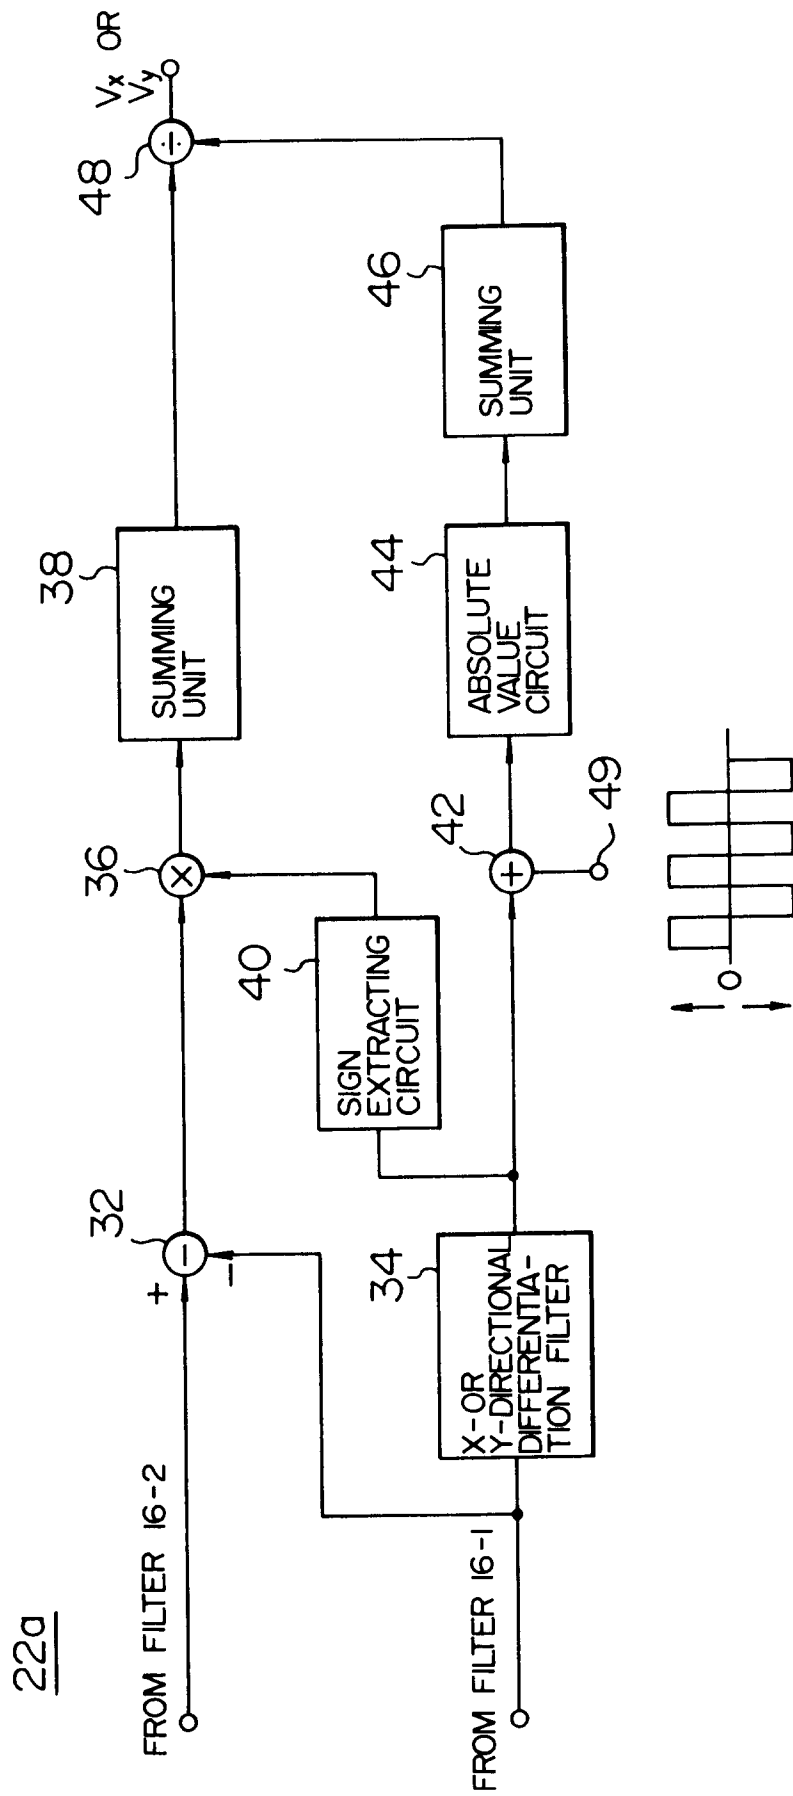 22a
FROM FILTER 16-2
+
-
32
-
36
×
38
SUMMING
UNIT
48
÷
Vx OR
Vy
40
SIGN
EXTRACTING
CIRCUIT
FROM FILTER 16-1
34
X-OR
Y-DIRECTIONAL
DIFFERENTIA-
TION FILTER
42
+
49
44
ABSOLUTE
VALUE
CIRCUIT
46
SUMMING
UNIT
0